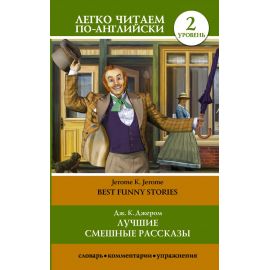 ЛЕГКО ЧИТАЕМ
ПО-АНГЛИЙСКИ
2
УРОВЕНЬ
Jerome K. Jerome
BEST FUNNY STORIES
Дж. К. Джером
ЛУЧШИЕ
СМЕШНЫЕ РАССКАЗЫ
словарь • комментарии • упражнения